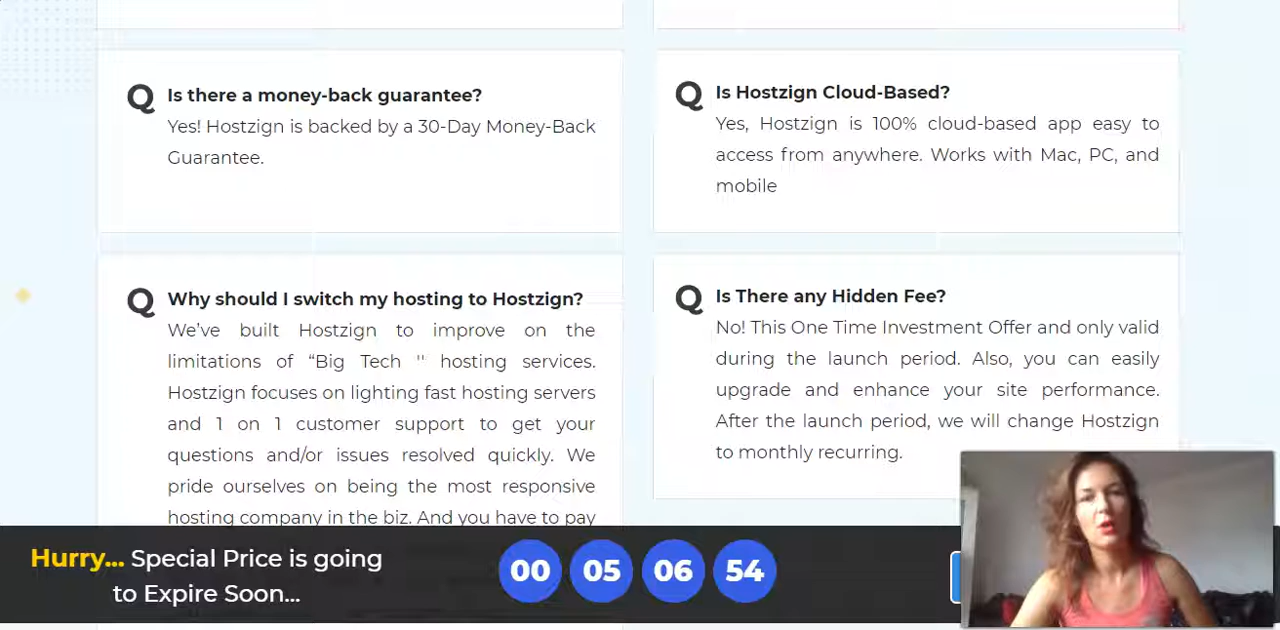 Q Is there a money-back guarantee?
Yes! Hostzign is backed by a 30-Day Money-Back
Guarantee.
Q Is Hostzign Cloud-Based?
Yes, Hostzign is 100% cloud-based app easy to
access from anywhere. Works with Mac, PC, and
mobile
Q Why should I switch my hosting to Hostzign?
We’ve built Hostzign to improve on the
limitations of “Big Tech '' hosting services.
Hostzign focuses on lighting fast hosting servers
and 1 on 1 customer support to get your
questions and/or issues resolved quickly. We
pride ourselves on being the most responsive
hosting company in the biz. And you have to pay
Q Is There any Hidden Fee?
No! This One Time Investment Offer and only valid
during the launch period. Also, you can easily
upgrade and enhance your site performance.
After the launch period, we will change Hostzign
to monthly recurring.
Hurry... Special Price is going
to Expire Soon...
00 05 06 54